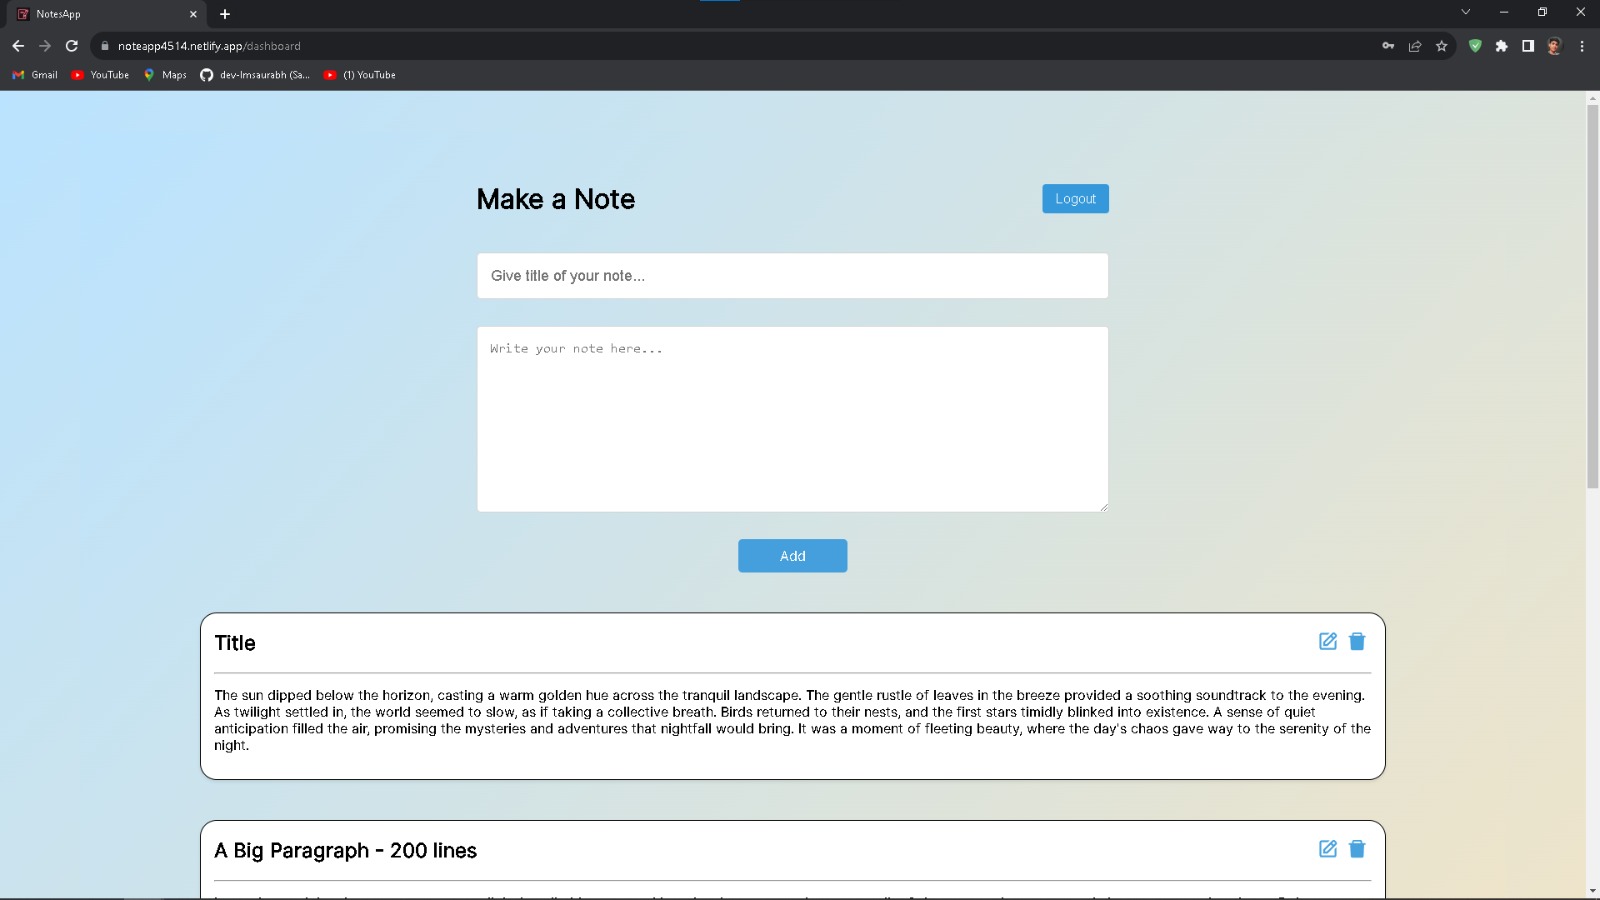 NotesApp
noteapp4514.netlify.app/dashboard
Gmail YouTube Maps dev-Imsaurabh (Sa... (1) YouTube
Make a Note
Logout
Give title of your note...
Write your note here...
Add
Title
The sun dipped below the horizon, casting a warm golden hue across the tranquil landscape. The gentle rustle of leaves in the breeze provided a soothing soundtrack to the evening.
As twilight settled in, the world seemed to slow, as if taking a collective breath. Birds returned to their nests, and the first stars timidly blinked into existence. A sense of quiet
anticipation filled the air, promising the mysteries and adventures that nightfall would bring. It was a moment of fleeting beauty, where the day's chaos gave way to the serenity of the
night.
A Big Paragraph - 200 lines